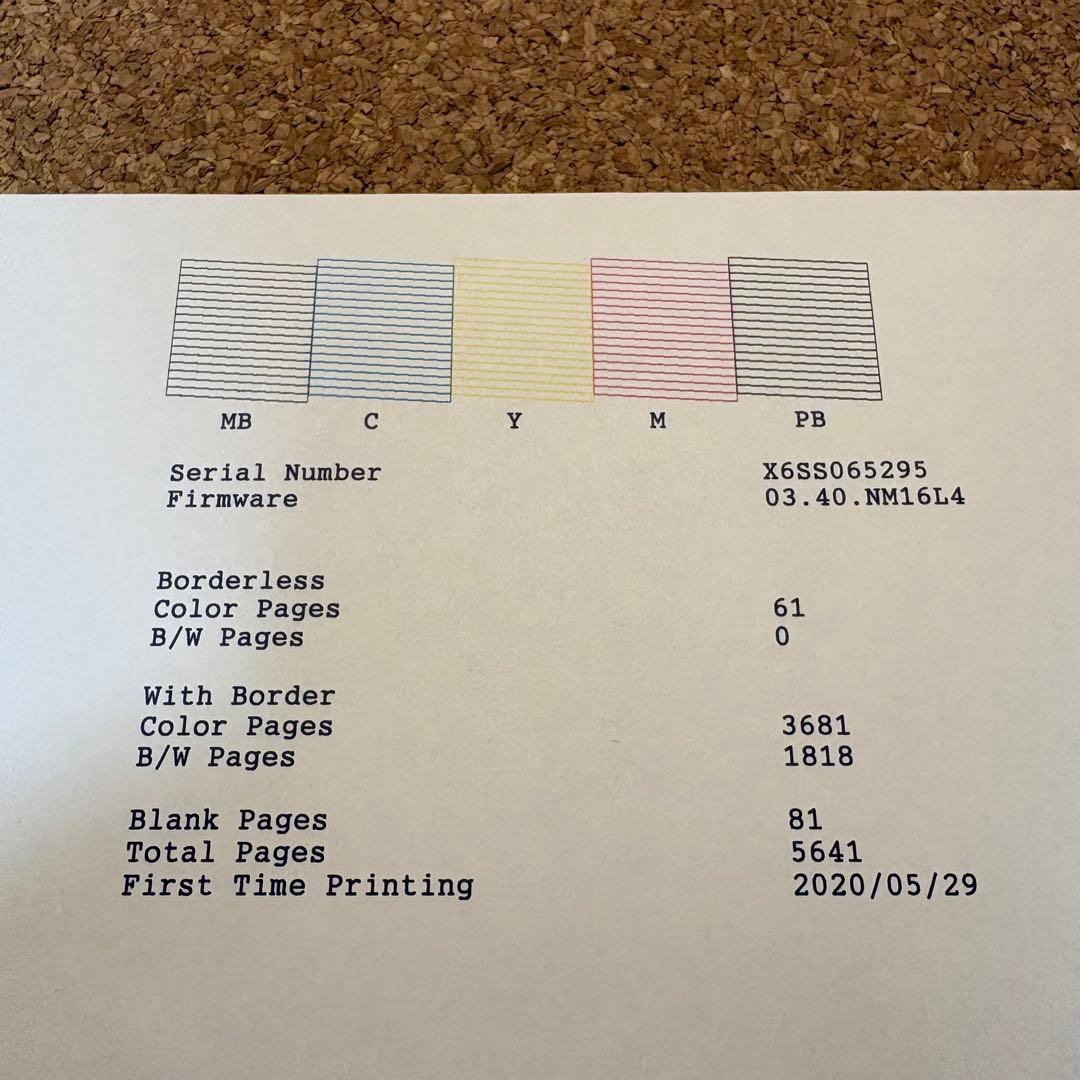 MB C Y M PB
Serial Number X6SS065295
Firmware 03.40.NM16L4
Borderless
Color Pages 61
B/W Pages 0
With Border
Color Pages 3681
B/W Pages 1818
Blank Pages 81
Total Pages 5641
First Time Printing 2020/05/29